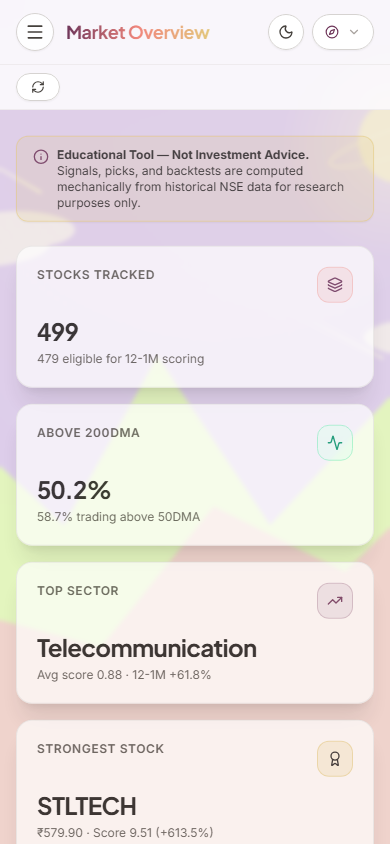 Market Overview
Educational Tool — Not Investment Advice.
Signals, picks, and backtests are computed
mechanically from historical NSE data for research
purposes only.
STOCKS TRACKED
499
479 eligible for 12-1M scoring
ABOVE 200DMA
50.2%
58.7% trading above 50DMA
TOP SECTOR
Telecommunication
Avg score 0.88 · 12-1M +61.8%
STRONGEST STOCK
STLTECH
₹579.90 · Score 9.51 (+613.5%)